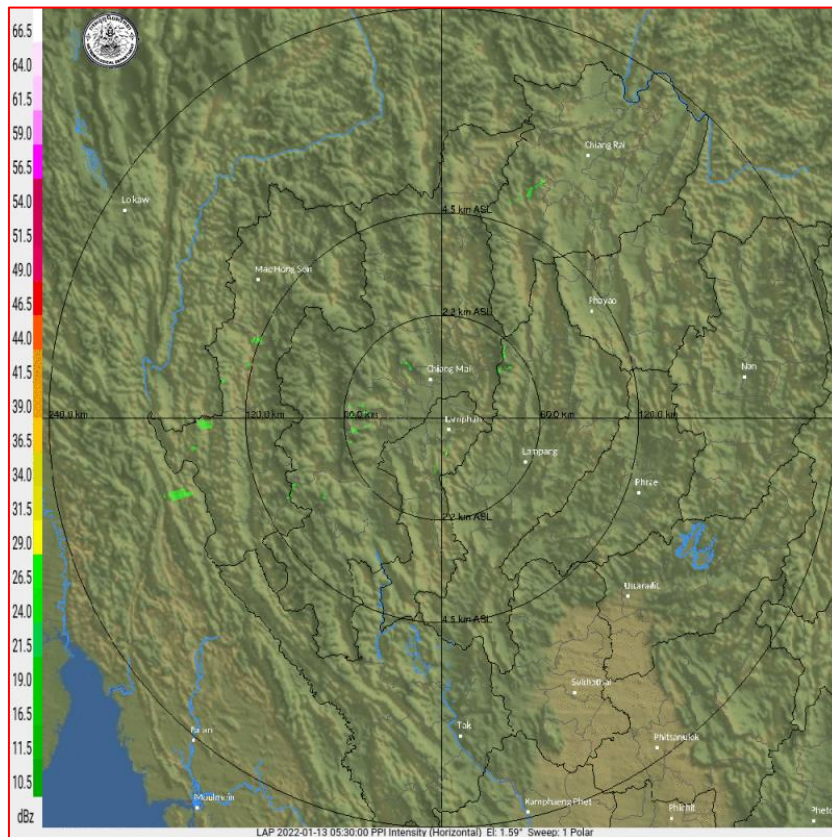 66.5
64.0
61.5
59.0
56.5
54.0
51.5
49.0
46.5
44.0
41.5
39.0
36.5
34.0
31.5
29.0
26.5
24.0
21.5
19.0
16.5
11.5
10.5
dBz
Chiang Rai
Loikaw
4.5 km ASL
Mae Hong Son
Phayao
2.2 km ASL
Chiang Mai
Nan
240.0 km
120.0 km
60.0 km
60.0 km
120.0 km
Lamphun
Lampang
Phrae
2.2 km ASL
Uttaradit
4.5 km ASL
Sukhothai
Tak
Phitsanulok
Moulmein
Kamphaeng Phet
Phichit
LAP 2022-01-13 05:30:00 PPI Intensity (Horizontal) El: 1.59° Sweep: 1 Polar